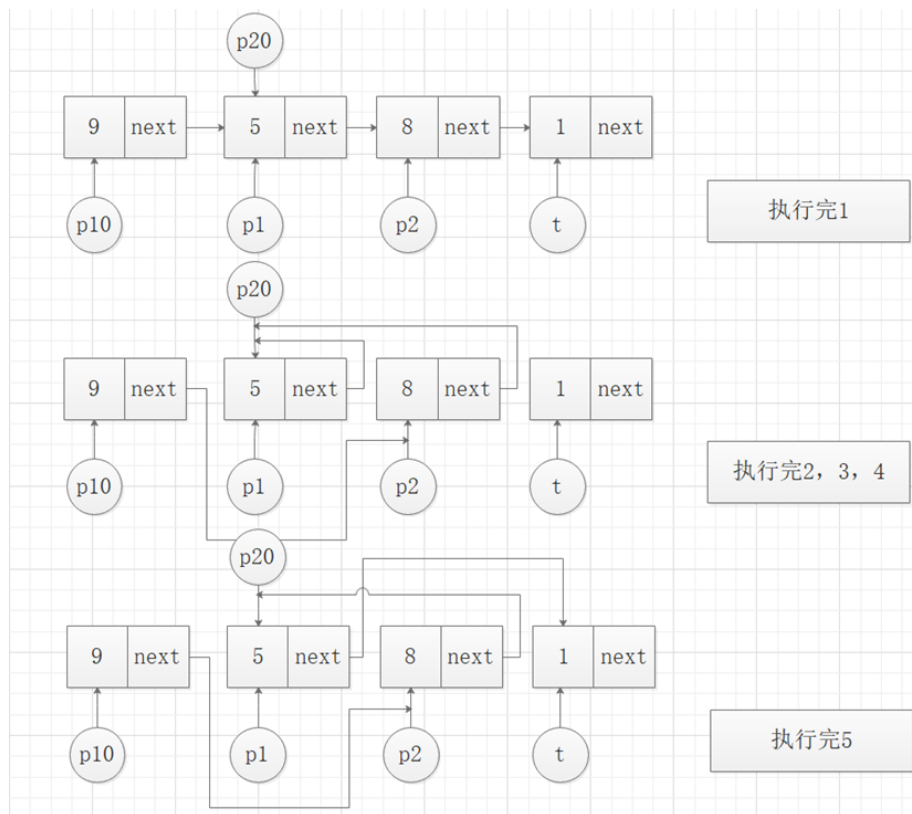 p20
9 next 5 next 8 next 1 next
p10 p1 p2 t 执行完1
p20
9 next 5 next 8 next 1 next
p10 p1 p2 t 执行完2，3，4
p20
9 next 5 next 8 next 1 next
p10 p1 p2 t 执行完5